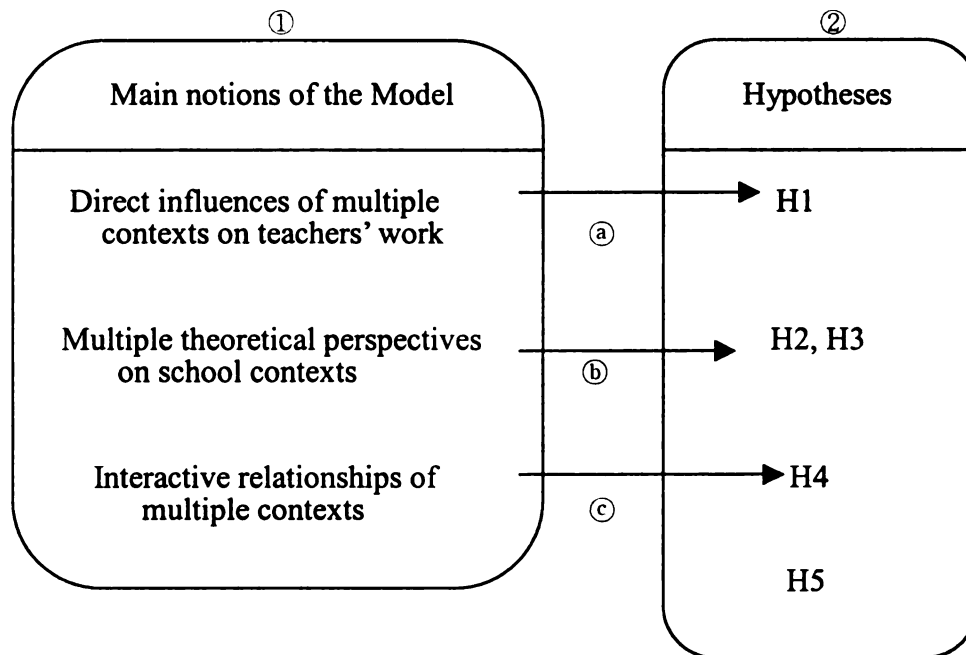 ① ②
Main notions of the Model Hypotheses
Direct influences of multiple
contexts on teachers’ work
ⓐ
H1
Multiple theoretical perspectives
on school contexts
ⓑ
H2, H3
Interactive relationships of
multiple contexts
ⓒ
H4
H5